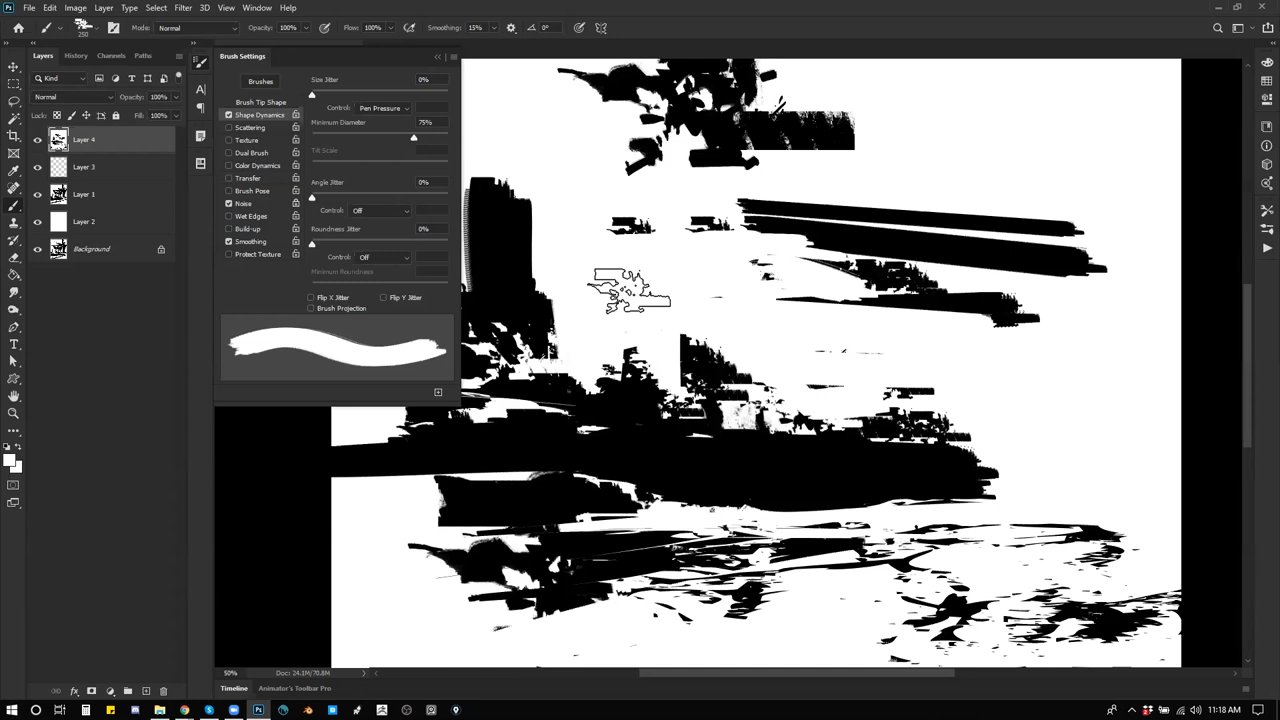 Ps File Edit Image Layer Type Select Filter 3D View Window Help
250 Mode: Normal Opacity: 100% Flow: 100% Smoothing: 15% 0°
Layers History Channels Paths
Brush Settings
Kind
Brushes
Size Jitter 0%
Normal Opacity: 100%
Brush Tip Shape
Control: Pen Pressure
Locks: Fill: 100%
Shape Dynamics
Minimum Diameter 75%
Scattering
Layer 4
Texture
Tilt Scale
Dual Brush
Color Dynamics
Layer 3
Transfer
Angle Jitter 0%
Brush Pose
Layer 1
Noise
Control: Off
Wet Edges
Layer 2
Build-up
Roundness Jitter 0%
Smoothing
Background
Protect Texture
Control: Off
Minimum Roundness
Flip X Jitter Flip Y Jitter
Brush Projection
50% Doc: 24.1M/70.8M
Timeline Animator's Toolbar Pro
11:18 AM